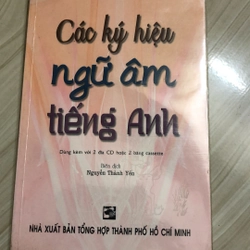 Các ký hiệu
ngữ âm
tiếng Anh
Dùng kèm với 2 đĩa CD hoặc 2 băng cassette
Biên dịch
Nguyễn Thành Yến
NHÀ XUẤT BẢN TỔNG HỢP THÀNH PHỐ HỒ CHÍ MINH